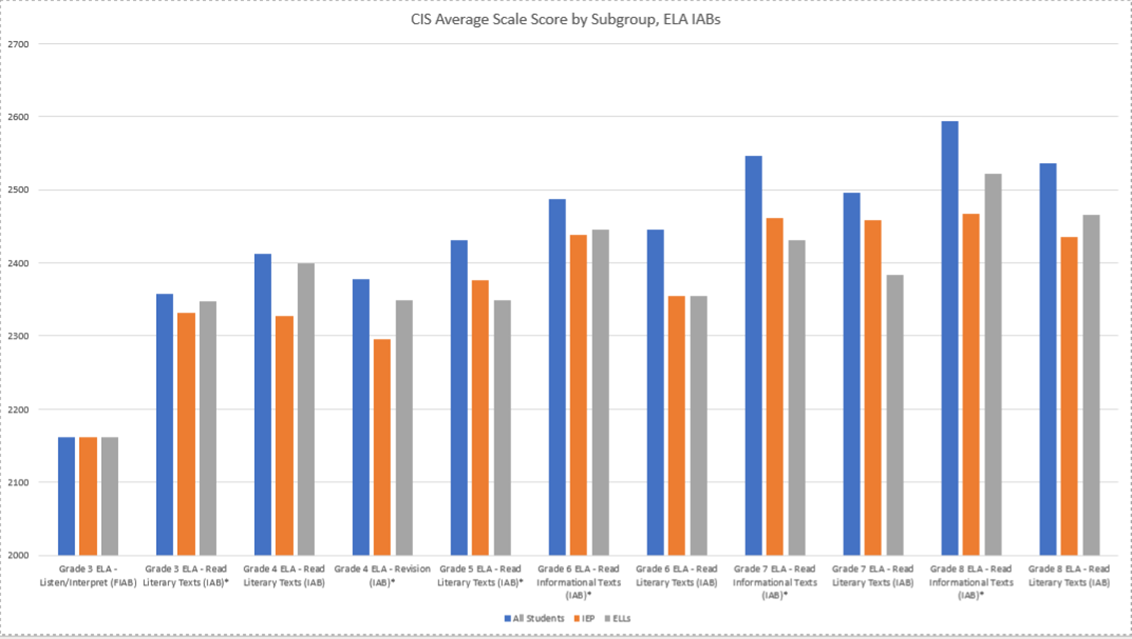 CIS Average Scale Score by Subgroup, ELA IABs
2700
2600
2500
2400
2300
2200
2100
2000
Grade 3 ELA -
Listen/Interpret (FIAB)
Grade 3 ELA - Read
Literary Texts (IAB)*
Grade 4 ELA - Read
Literary Texts (IAB)
Grade 4 ELA - Revision
(IAB)*
Grade 5 ELA - Read
Literary Texts (IAB)*
Grade 6 ELA - Read
Informational Texts
(IAB)*
Grade 6 ELA - Read
Literary Texts (IAB)
Grade 7 ELA - Read
Informational Texts
(IAB)*
Grade 7 ELA - Read
Literary Texts (IAB)
Grade 8 ELA - Read
Informational Texts
(IAB)*
Grade 8 ELA - Read
Literary Texts (IAB)
All Students IEP ELLs